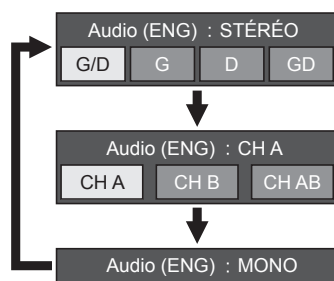 Audio (ENG) : STÉRÉO
G/D G D GD
Audio (ENG) : CH A
CH A CH B CH AB
Audio (ENG) : MONO